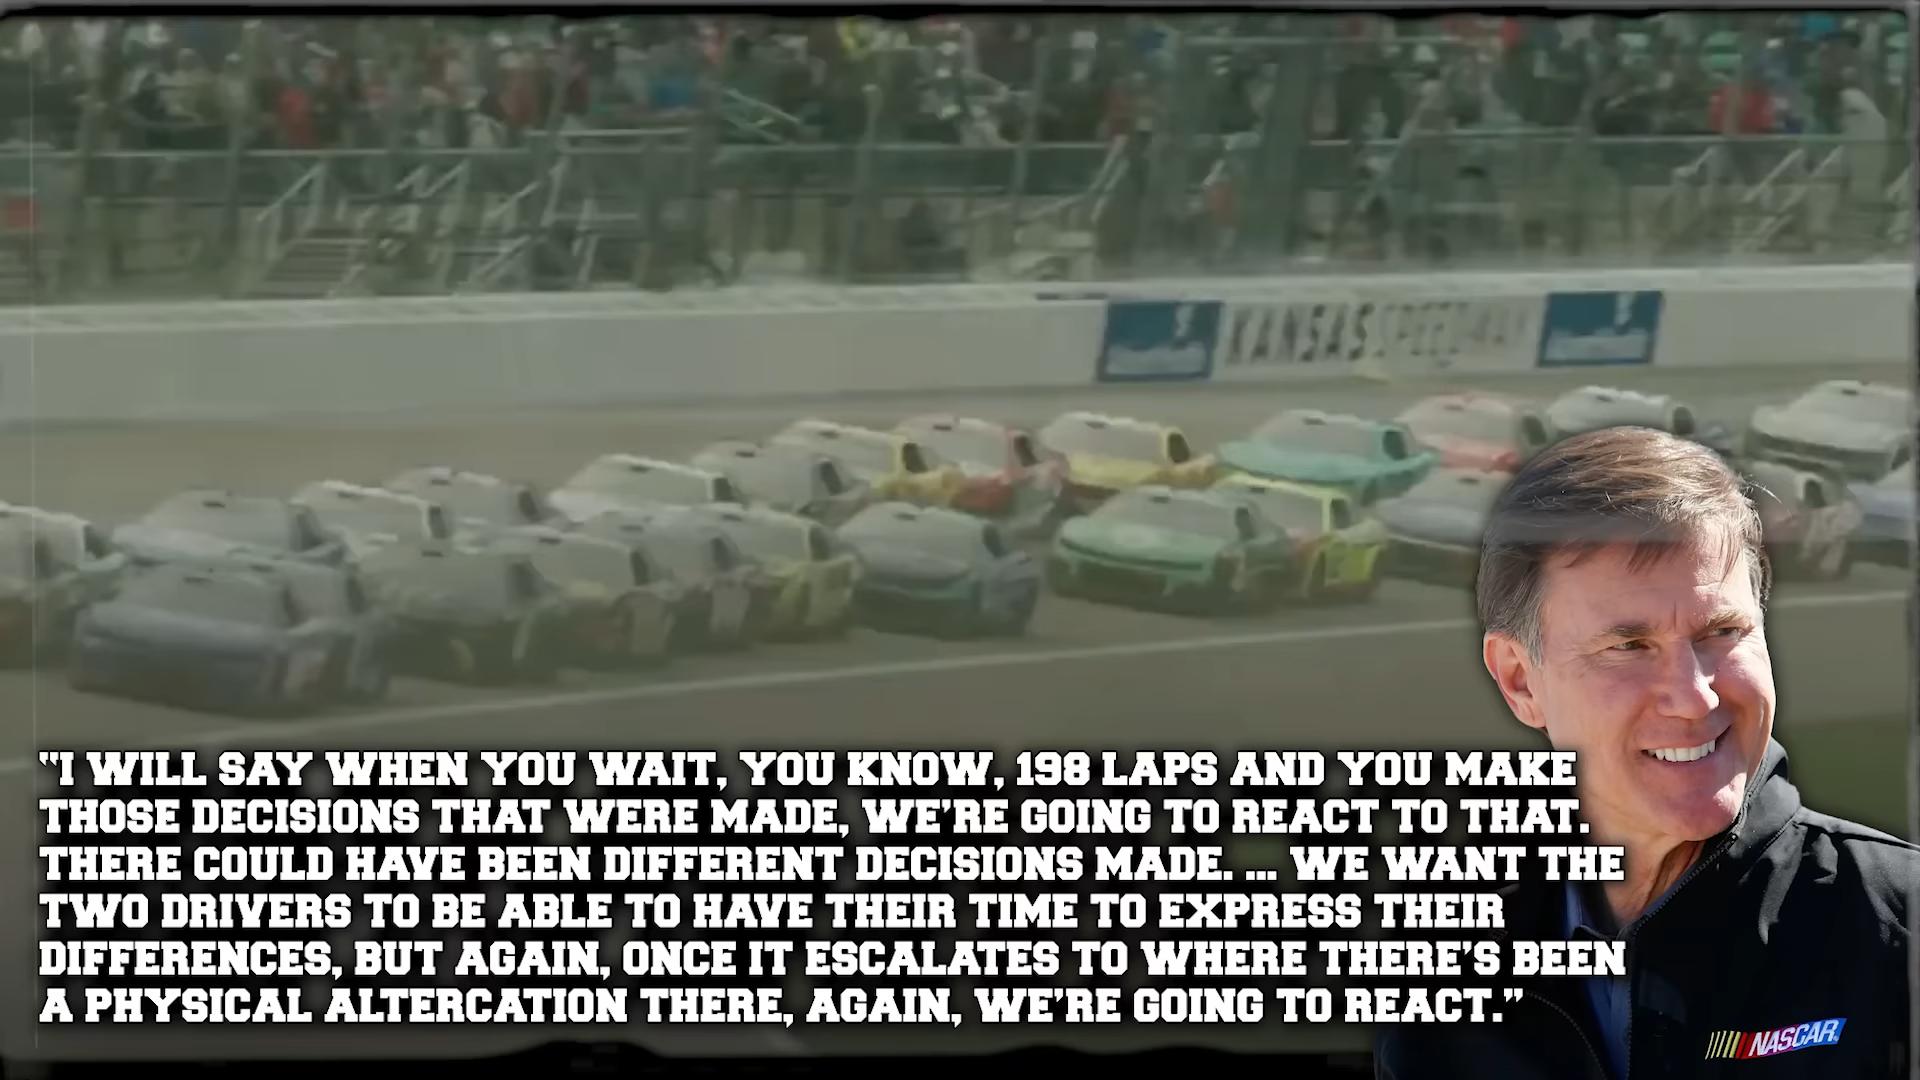 KANSAS SPEEDWAY
"I WILL SAY WHEN YOU WAIT, YOU KNOW, 198 LAPS AND YOU MAKE
THOSE DECISIONS THAT WERE MADE, WE'RE GOING TO REACT TO THAT.
THERE COULD HAVE BEEN DIFFERENT DECISIONS MADE. ... WE WANT THE
TWO DRIVERS TO BE ABLE TO HAVE THEIR TIME TO EXPRESS THEIR
DIFFERENCES, BUT AGAIN, ONCE IT ESCALATES TO WHERE THERE'S BEEN
A PHYSICAL ALTERCATION THERE, AGAIN, WE'RE GOING TO REACT."
NASCAR